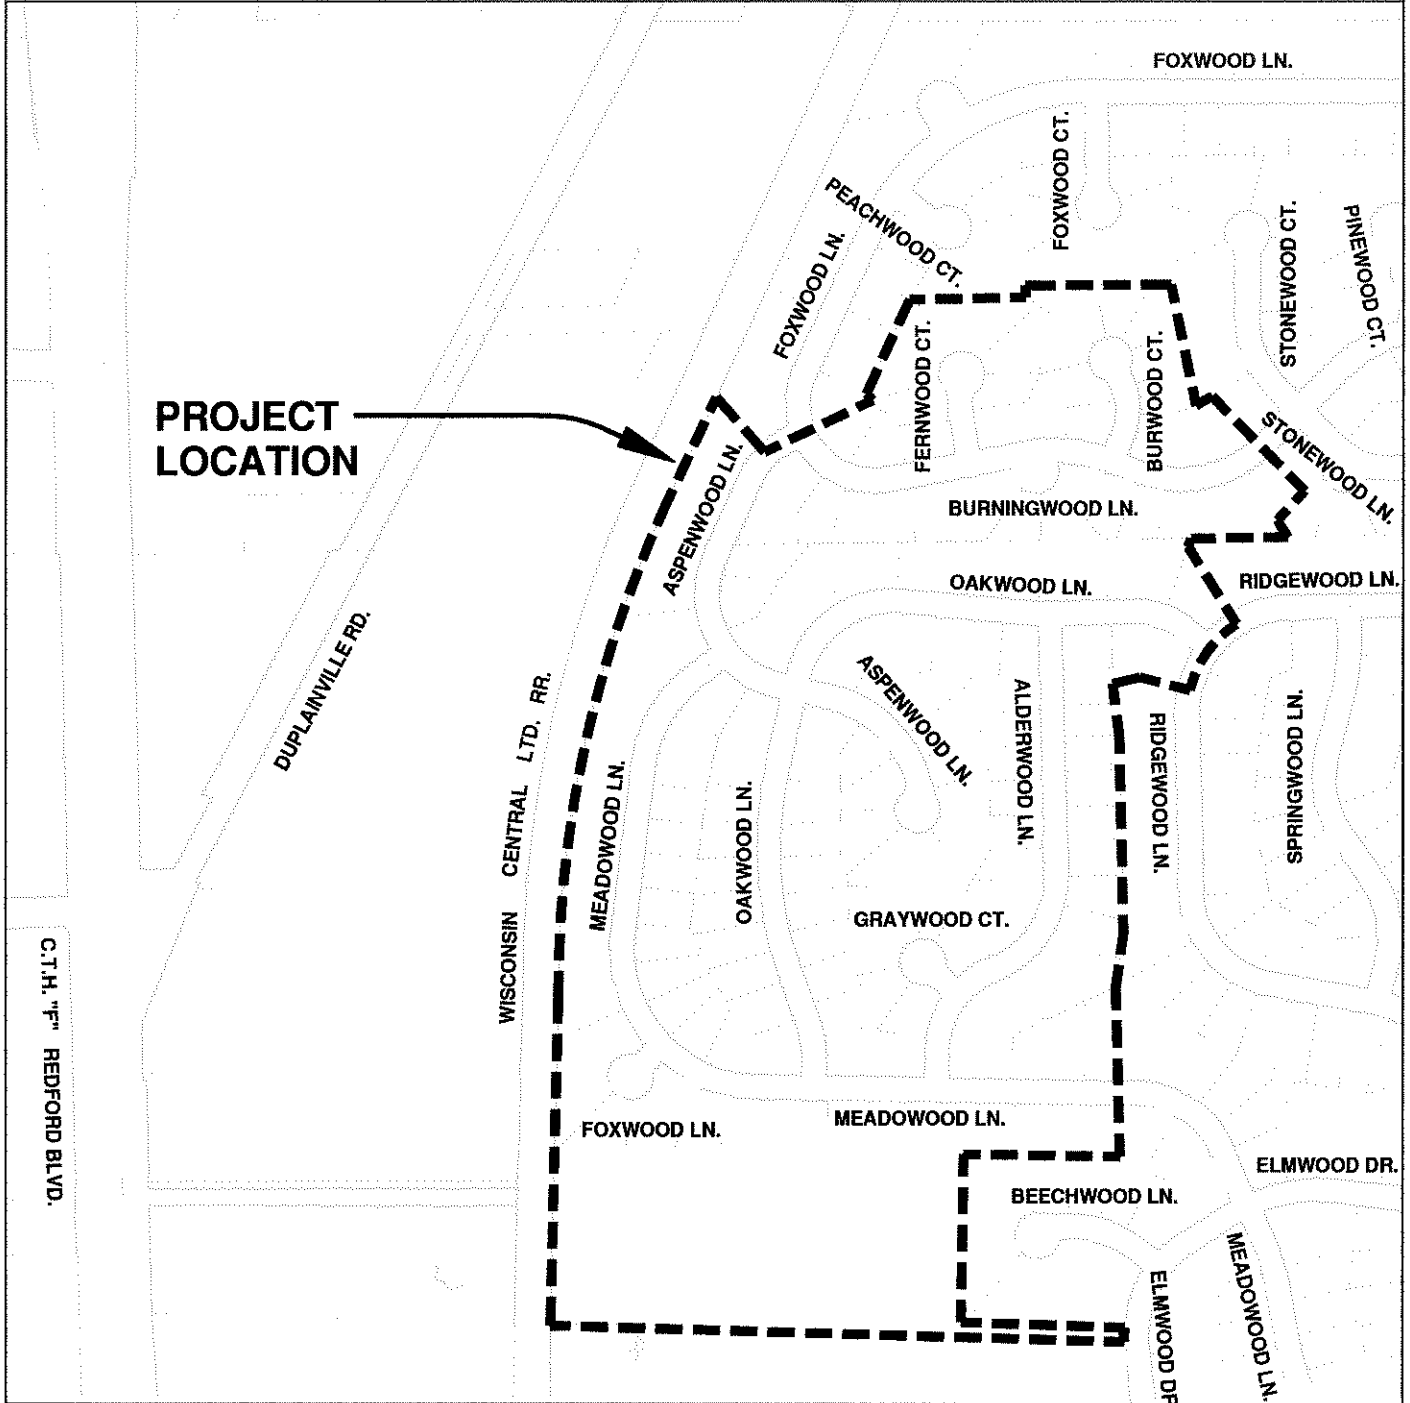 FOXWOOD LN.
FOXWOOD CT.
PEACHWOOD CT.
STONEWOOD CT.
PINEWOOD CT.
FOXWOOD LN.
FERNWOOD CT.
BURWOOD CT.
PROJECT
LOCATION
STONEWOOD LN.
ASPENWOOD LN.
BURNINGWOOD LN.
OAKWOOD LN.
RIDGEWOOD LN.
DUPLAINVILLE RD.
ASPENWOOD LN.
ALDERWOOD LN.
RIDGEWOOD LN.
SPRINGWOOD LN.
WISCONSIN CENTRAL LTD. RR.
MEADOWOOD LN.
OAKWOOD LN.
GRAYWOOD CT.
C.T.H. "F" REDFORD BLVD.
FOXWOOD LN.
MEADOWOOD LN.
ELMWOOD DR.
BEECHWOOD LN.
MEADOWOOD LN.
ELMWOOD DR